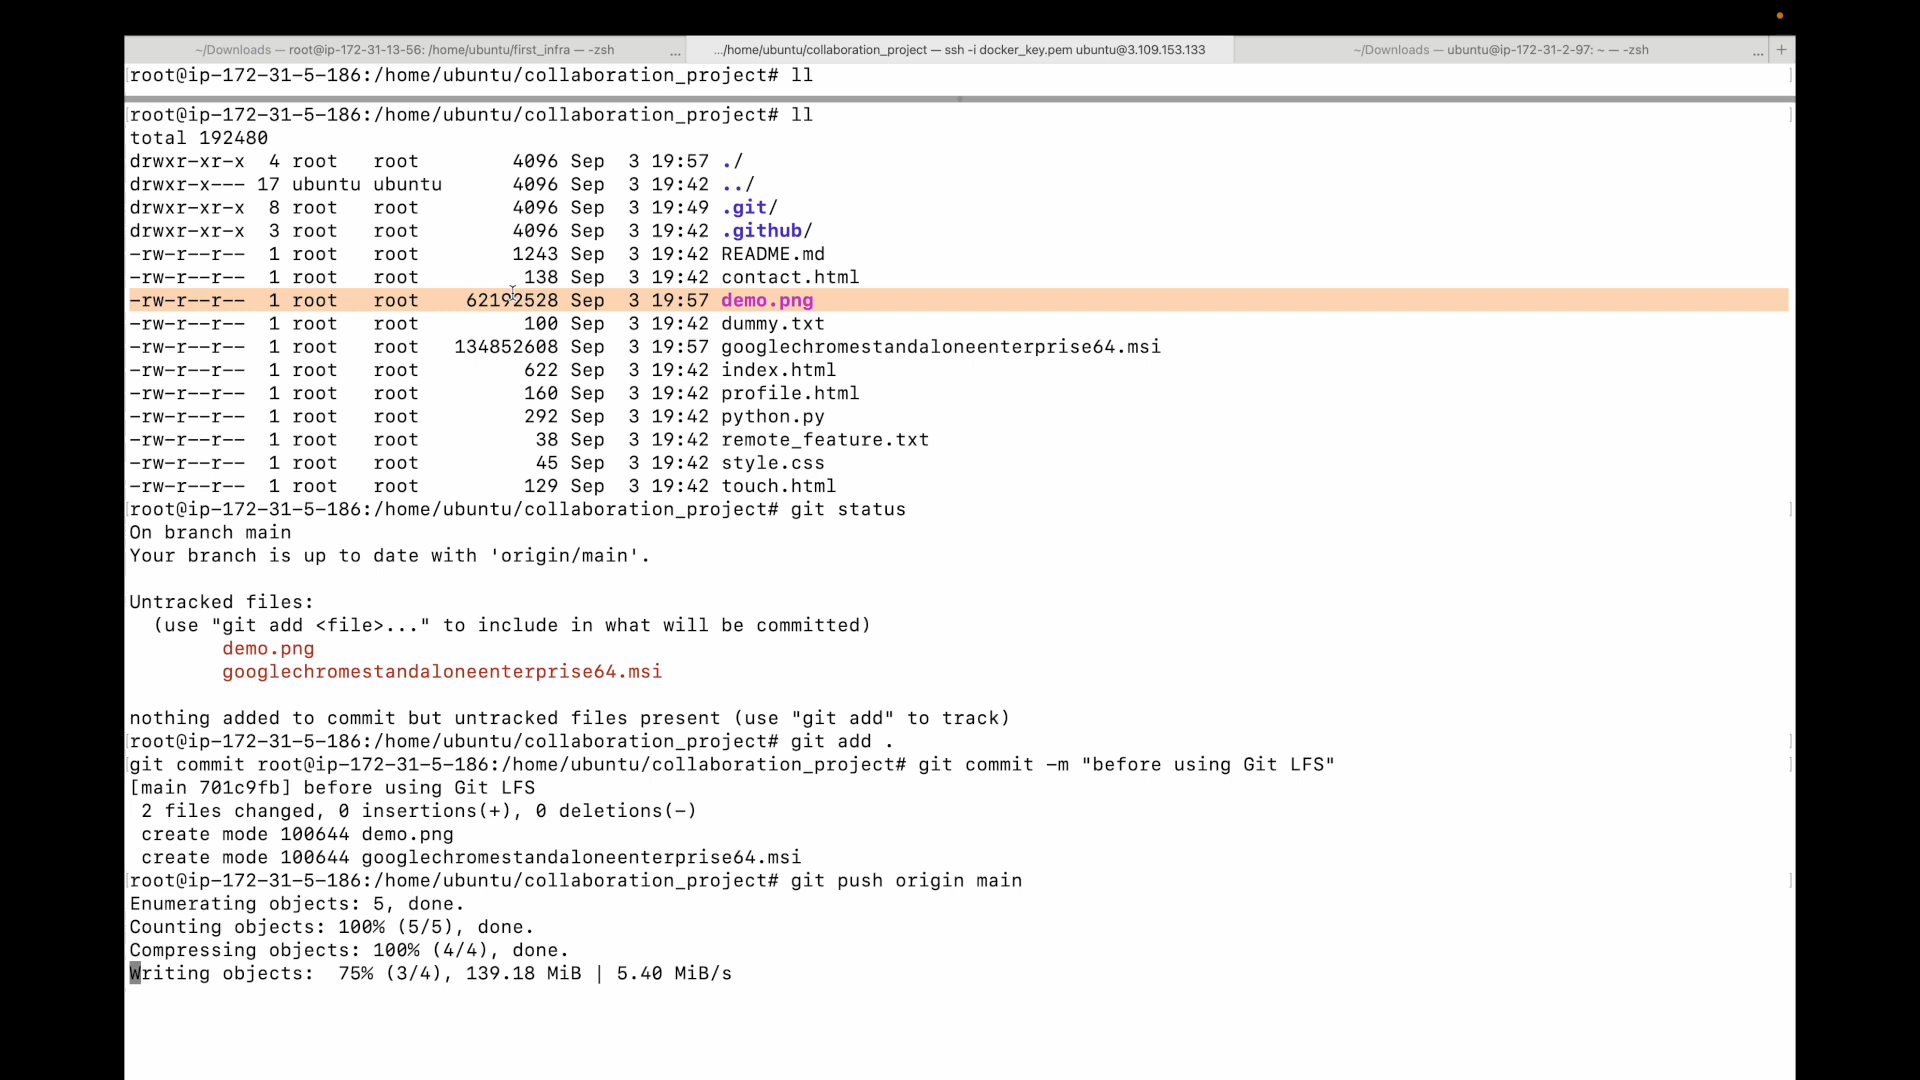 ~/Downloads — root@ip-172-31-13-56: /home/ubuntu/first_infra — -zsh ...
.../home/ubuntu/collaboration_project — ssh -i docker_key.pem ubuntu@3.109.153.133
~/Downloads — ubuntu@ip-172-31-2-97: ~ — -zsh ... +
[root@ip-172-31-5-186:/home/ubuntu/collaboration_project# ll ]
[root@ip-172-31-5-186:/home/ubuntu/collaboration_project# ll ]
total 192480
drwxr-xr-x  4 root   root       4096 Sep  3 19:57 ./
drwxr-x--- 17 ubuntu ubuntu      4096 Sep  3 19:42 ../
drwxr-xr-x  8 root   root        4096 Sep  3 19:49 .git/
drwxr-xr-x  3 root   root        4096 Sep  3 19:42 .github/
-rw-r--r--  1 root   root        1243 Sep  3 19:42 README.md
-rw-r--r--  1 root   root         138 Sep  3 19:42 contact.html
-rw-r--r--  1 root   root    62192528 Sep  3 19:57 demo.png
-rw-r--r--  1 root   root         100 Sep  3 19:42 dummy.txt
-rw-r--r--  1 root   root   134852608 Sep  3 19:57 googlechromestandaloneenterprise64.msi
-rw-r--r--  1 root   root         622 Sep  3 19:42 index.html
-rw-r--r--  1 root   root         160 Sep  3 19:42 profile.html
-rw-r--r--  1 root   root         292 Sep  3 19:42 python.py
-rw-r--r--  1 root   root          38 Sep  3 19:42 remote_feature.txt
-rw-r--r--  1 root   root          45 Sep  3 19:42 style.css
-rw-r--r--  1 root   root         129 Sep  3 19:42 touch.html
[root@ip-172-31-5-186:/home/ubuntu/collaboration_project# git status ]
On branch main
Your branch is up to date with 'origin/main'.
Untracked files:
  (use "git add <file>..." to include in what will be committed)
        demo.png
        googlechromestandaloneenterprise64.msi
nothing added to commit but untracked files present (use "git add" to track)
[root@ip-172-31-5-186:/home/ubuntu/collaboration_project# git add . ]
[git commit root@ip-172-31-5-186:/home/ubuntu/collaboration_project# git commit -m "before using Git LFS" ]
[main 701c9fb] before using Git LFS
 2 files changed, 0 insertions(+), 0 deletions(-)
 create mode 100644 demo.png
 create mode 100644 googlechromestandaloneenterprise64.msi
[root@ip-172-31-5-186:/home/ubuntu/collaboration_project# git push origin main ]
Enumerating objects: 5, done.
Counting objects: 100% (5/5), done.
Compressing objects: 100% (4/4), done.
Writing objects:  75% (3/4), 139.18 MiB | 5.40 MiB/s